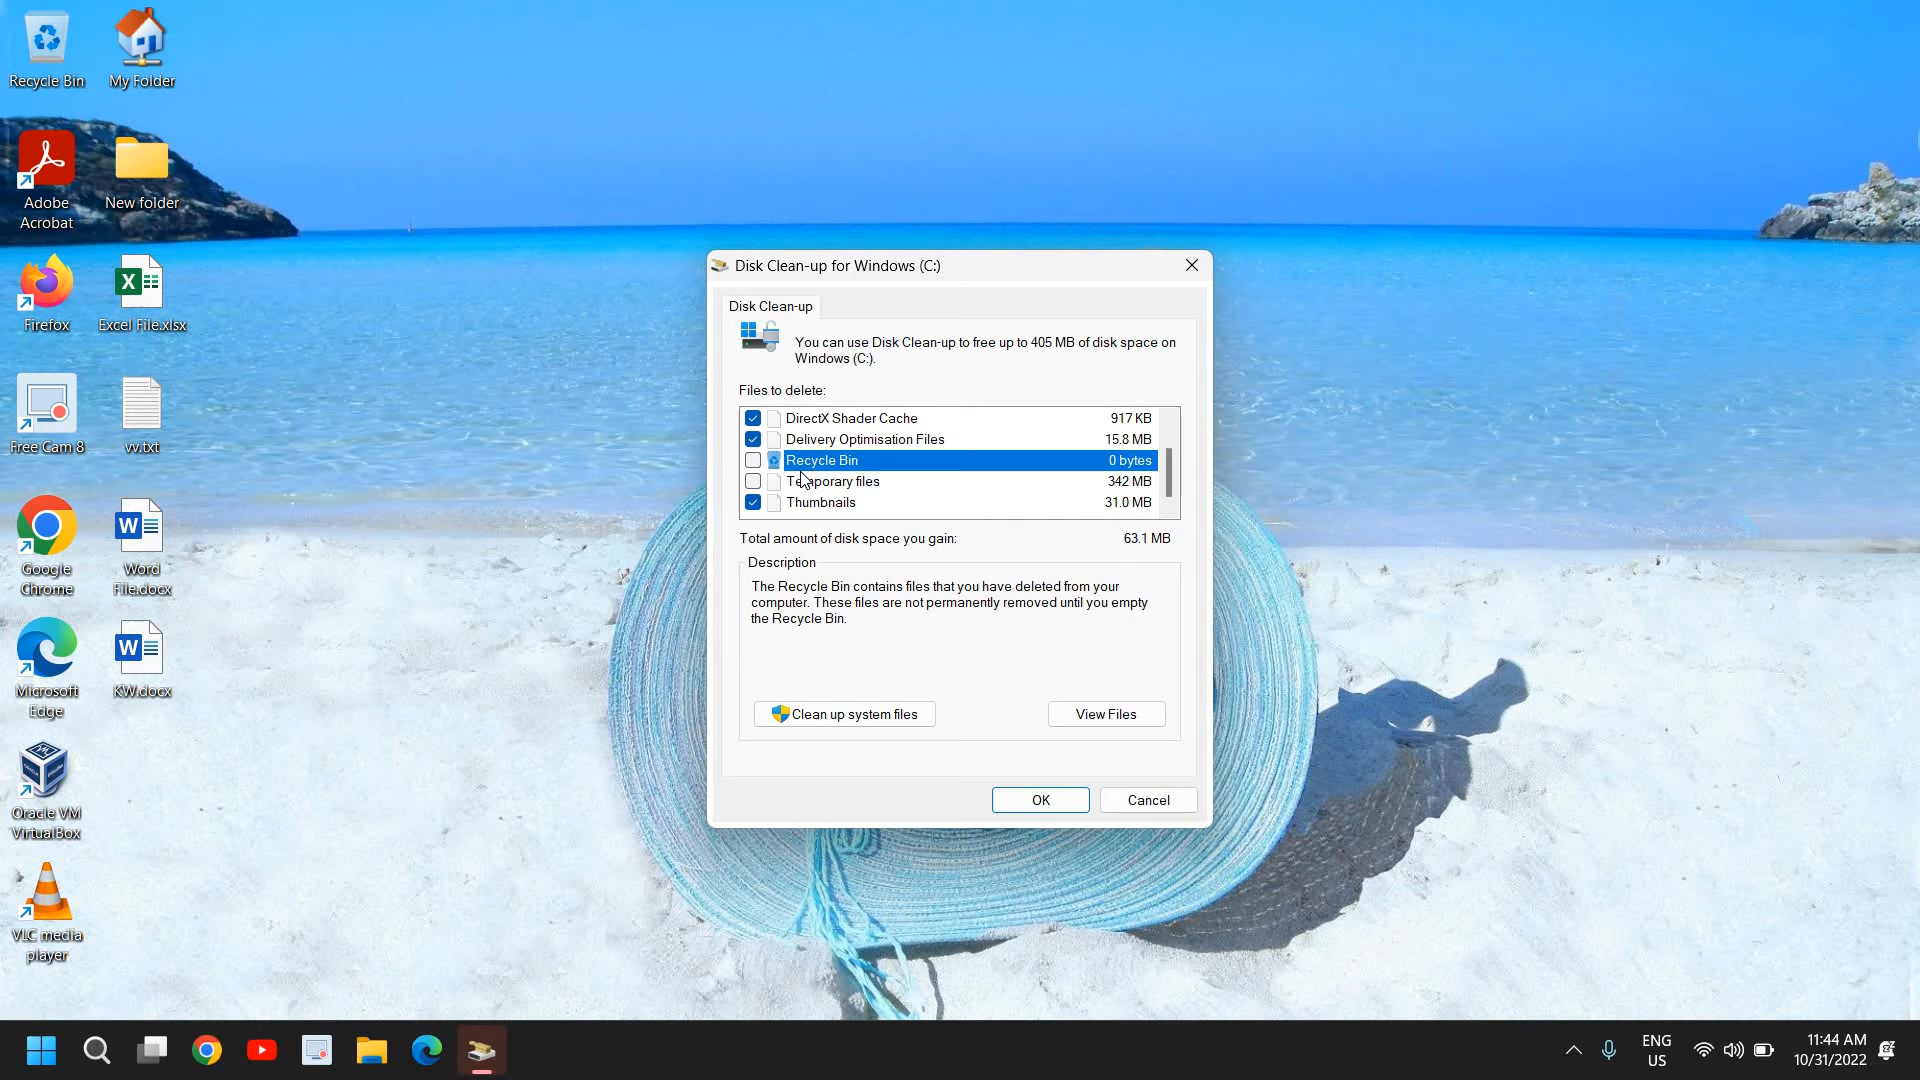 Recycle Bin
My Folder
Adobe
Acrobat
New folder
Firefox
Excel File.xlsx
Free Cam 8
vv.txt
Google
Chrome
Word
File.docx
Microsoft
Edge
KW.docx
Oracle VM
VirtualBox
VLC media
player
Disk Clean-up for Windows (C:)
Disk Clean-up
You can use Disk Clean-up to free up to 405 MB of disk space on
Windows (C:).
Files to delete:
DirectX Shader Cache 917 KB
Delivery Optimisation Files 15.8 MB
Recycle Bin 0 bytes
Temporary files 342 MB
Thumbnails 31.0 MB
Total amount of disk space you gain: 63.1 MB
Description
The Recycle Bin contains files that you have deleted from your
computer. These files are not permanently removed until you empty
the Recycle Bin.
Clean up system files
View Files
OK
Cancel
ENG
US
11:44 AM
10/31/2022